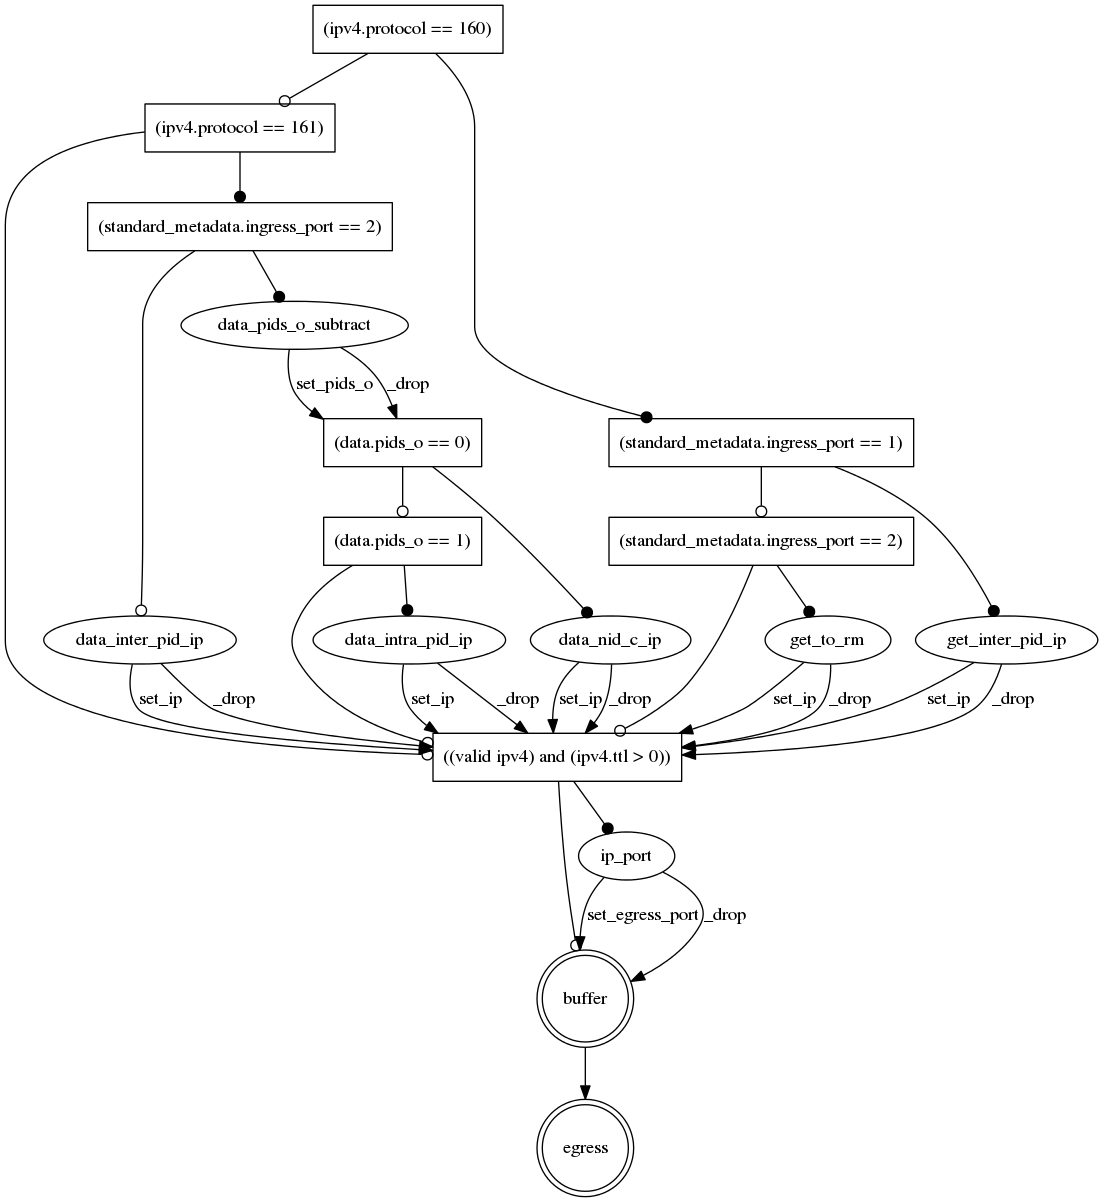 (ipv4.protocol == 160)
(ipv4.protocol == 161)
(standard_metadata.ingress_port == 2)
data_pids_o_subtract
set_pids_o
_drop
(data.pids_o == 0)
(standard_metadata.ingress_port == 1)
(data.pids_o == 1)
(standard_metadata.ingress_port == 2)
data_inter_pid_ip
data_intra_pid_ip
data_nid_c_ip
get_to_rm
get_inter_pid_ip
set_ip
_drop
set_ip
_drop
set_ip
_drop
set_ip
_drop
set_ip
_drop
((valid ipv4) and (ipv4.ttl > 0))
ip_port
set_egress_port
_drop
buffer
egress